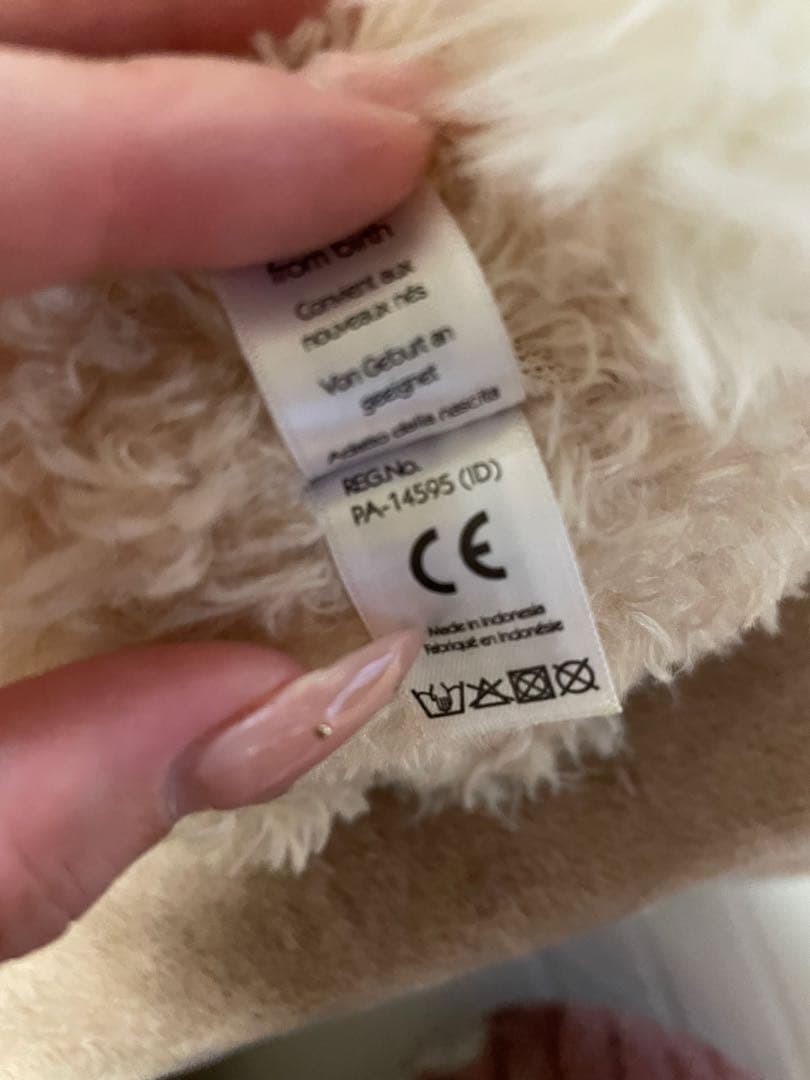 from birth
Convient aux
nouveaux nés
Von Geburt an
geeignet
Adatto dalla nascita
REG.No.
PA-14595 (ID)
CE
Made in Indonesia
Fabriqué en Indonésie